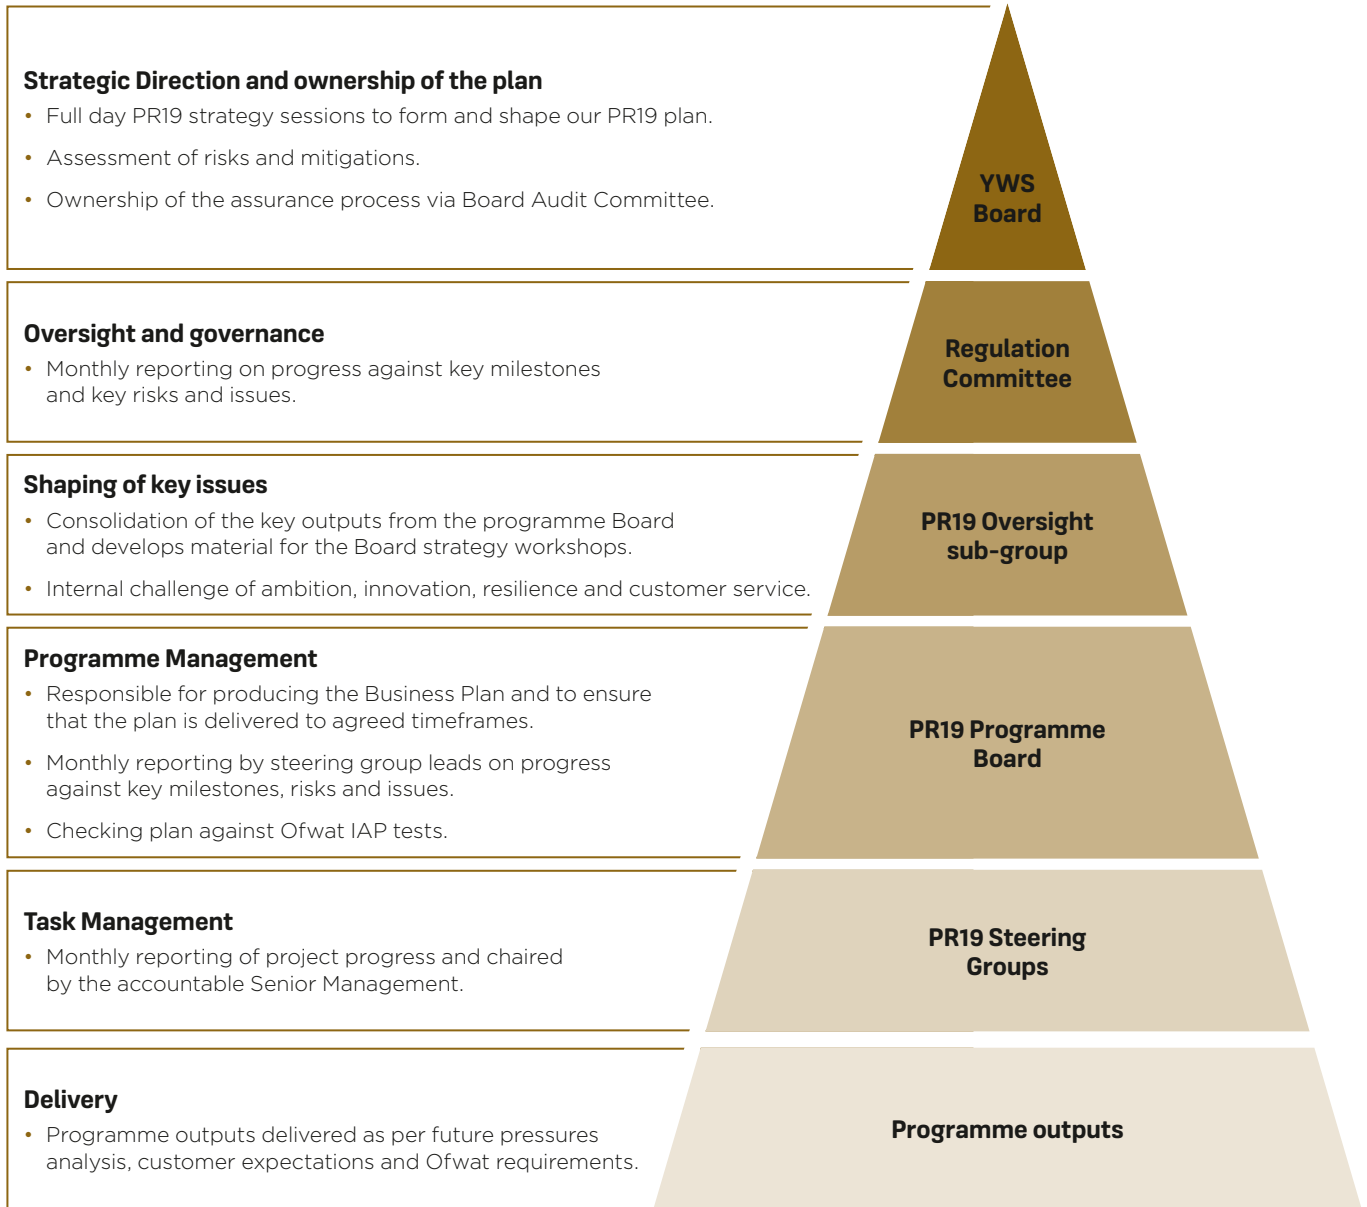 Strategic Direction and ownership of the plan
• Full day PR19 strategy sessions to form and shape our PR19 plan.
• Assessment of risks and mitigations.
• Ownership of the assurance process via Board Audit Committee.
YWS
Board
Oversight and governance
• Monthly reporting on progress against key milestones
and key risks and issues.
Regulation
Committee
Shaping of key issues
• Consolidation of the key outputs from the programme Board
and develops material for the Board strategy workshops.
• Internal challenge of ambition, innovation, resilience and customer service.
PR19 Oversight
sub-group
Programme Management
• Responsible for producing the Business Plan and to ensure
that the plan is delivered to agreed timeframes.
• Monthly reporting by steering group leads on progress
against key milestones, risks and issues.
• Checking plan against Ofwat IAP tests.
PR19 Programme
Board
Task Management
• Monthly reporting of project progress and chaired
by the accountable Senior Management.
PR19 Steering
Groups
Delivery
• Programme outputs delivered as per future pressures
analysis, customer expectations and Ofwat requirements.
Programme outputs